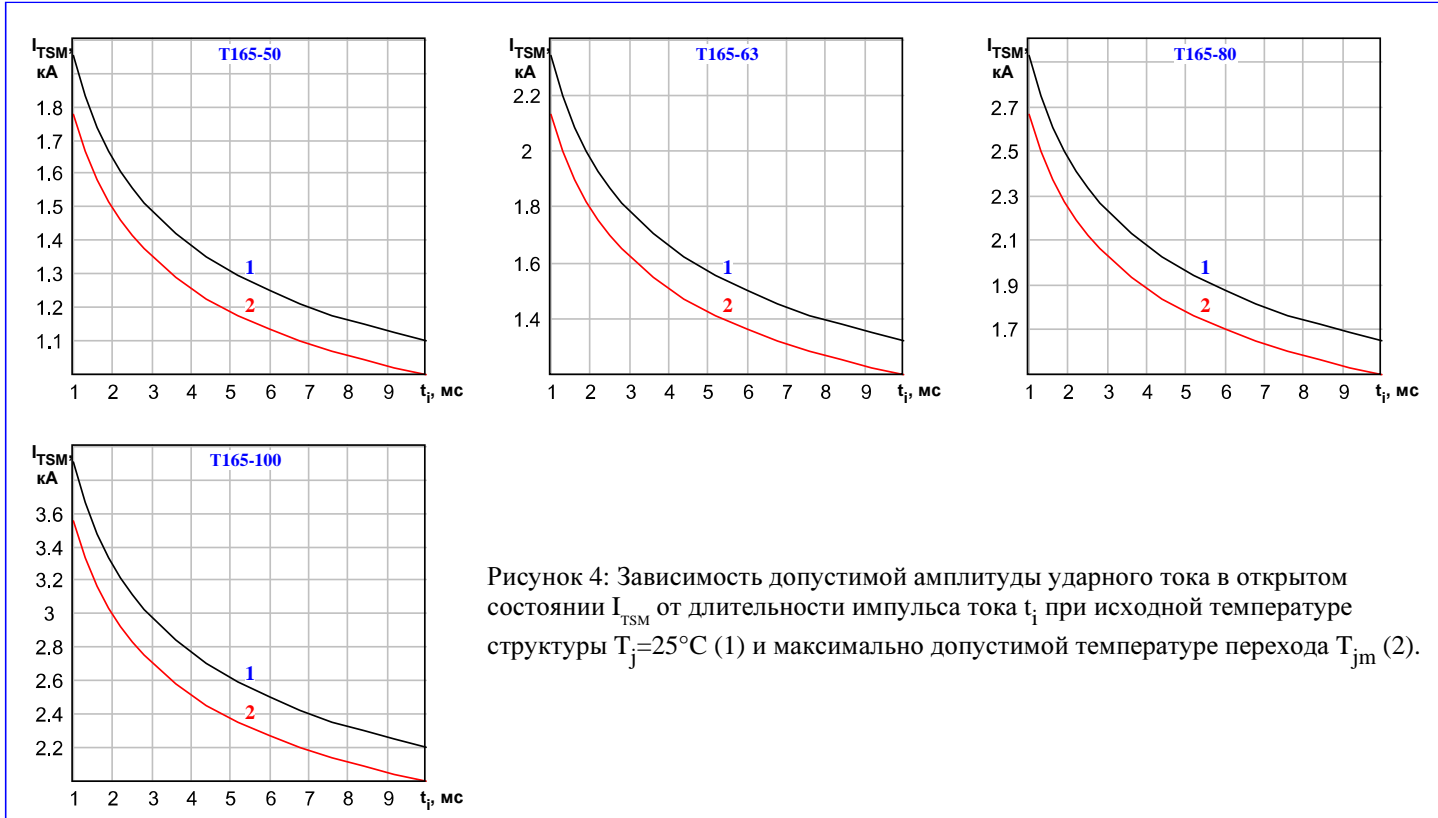 I_TSM, кА
T165-50
1.8
1.7
1.6
1.5
1.4
1.3
1.2
1.1
1
2
1 2 3 4 5 6 7 8 9 t_i, мс
I_TSM, кА
T165-63
2.2
2
1.8
1.6
1.4
1
2
1 2 3 4 5 6 7 8 9 t_i, мс
I_TSM, кА
T165-80
2.7
2.5
2.3
2.1
1.9
1.7
1
2
1 2 3 4 5 6 7 8 9 t_i, мс
I_TSM, кА
T165-100
3.6
3.4
3.2
3
2.8
2.6
2.4
2.2
1
2
1 2 3 4 5 6 7 8 9 t_i, мс
Рисунок 4: Зависимость допустимой амплитуды ударного тока в открытом
состоянии I_TSM от длительности импульса тока t_i при исходной температуре
структуры T_j=25°C (1) и максимально допустимой температуре перехода T_jm (2).